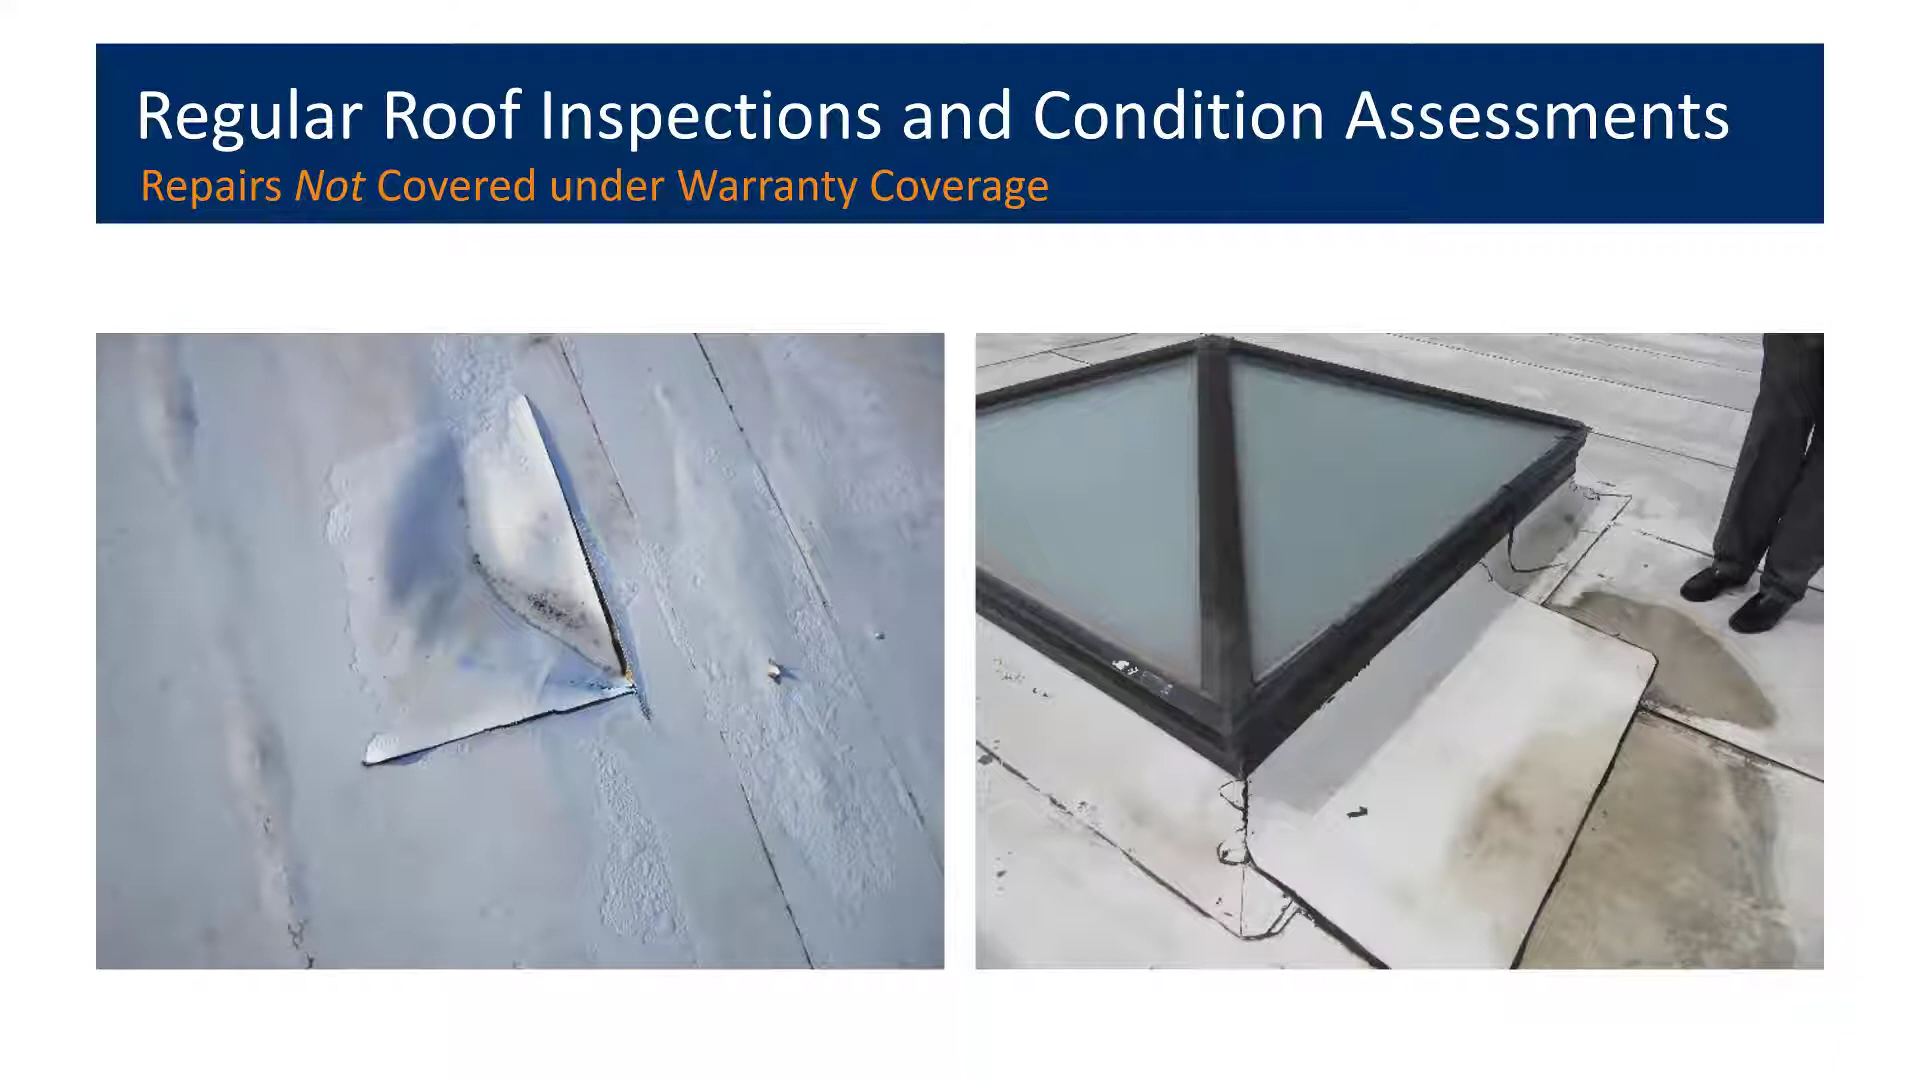 Regular Roof Inspections and Condition Assessments
Repairs Not Covered under Warranty Coverage